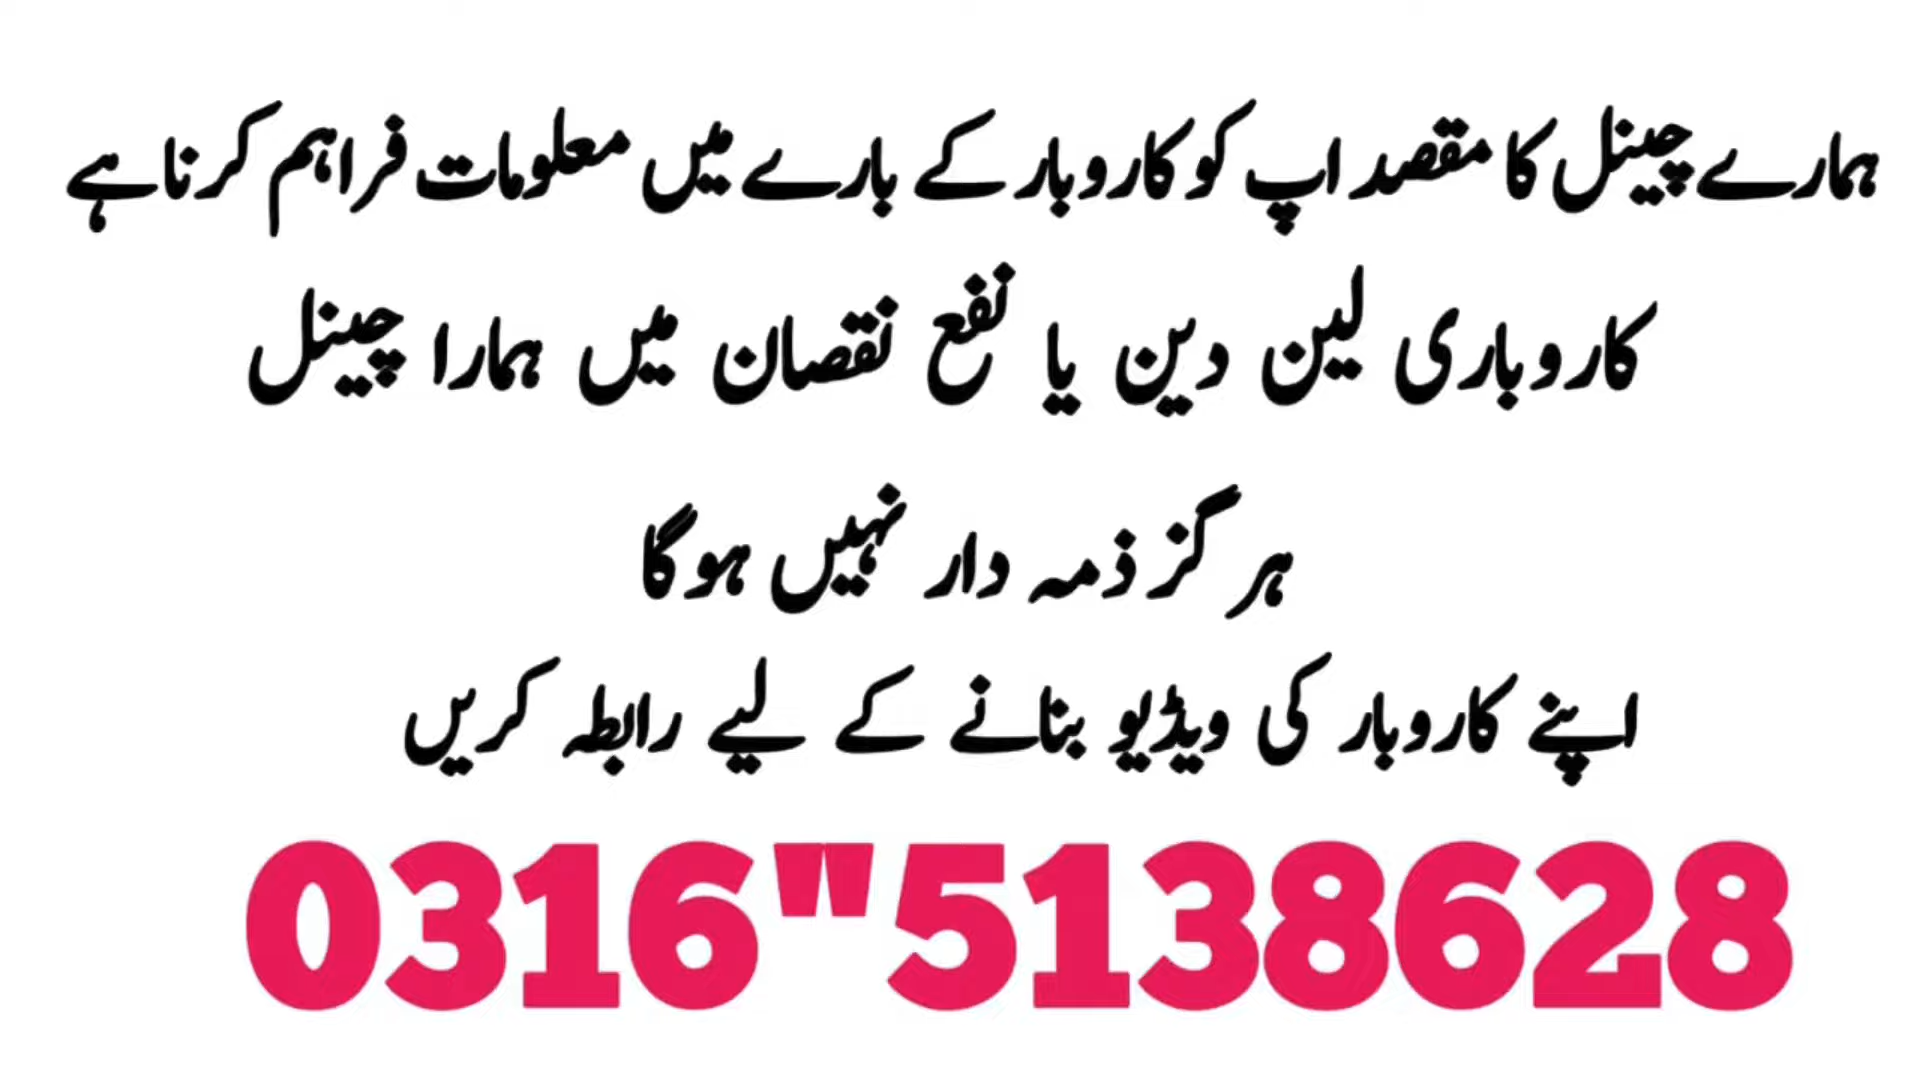 ہمارے چینل کا مقصد اپ کو کاروبار کے بارے میں معلومات فراہم کرنا ہے
کاروباری لین دین یا نفع نقصان میں ہمارا چینل
ہرگز ذمہ دار نہیں ہوگا
اپنے کاروبار کی ویڈیو بنانے کے لیے رابطہ کریں
0316"5138628